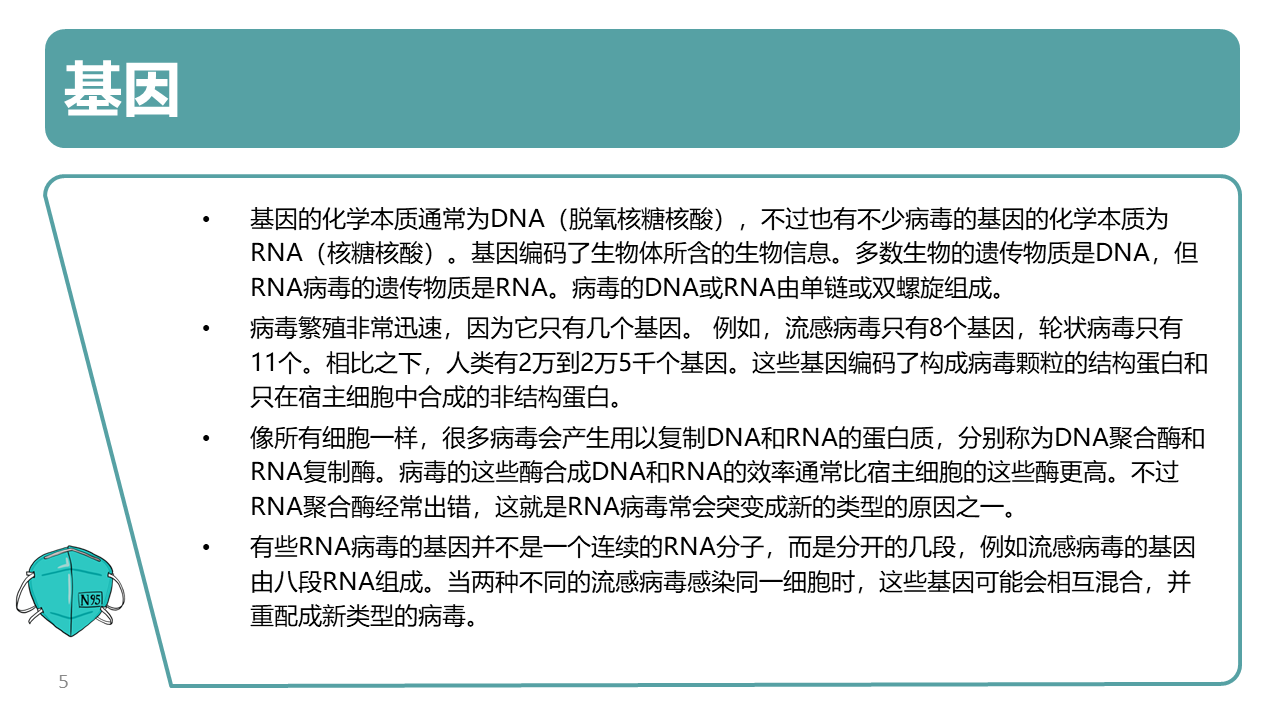 基因
• 基因的化学本质通常为DNA（脱氧核糖核酸），不过也有不少病毒的基因的化学本质为
RNA（核糖核酸）。基因编码了生物体所含的生物信息。多数生物的遗传物质是DNA，但
RNA病毒的遗传物质是RNA。病毒的DNA或RNA由单链或双螺旋组成。
• 病毒繁殖非常迅速，因为它只有几个基因。 例如，流感病毒只有8个基因，轮状病毒只有
11个。相比之下，人类有2万到2万5千个基因。这些基因编码了构成病毒颗粒的结构蛋白和
只在宿主细胞中合成的非结构蛋白。
• 像所有细胞一样，很多病毒会产生用以复制DNA和RNA的蛋白质，分别称为DNA聚合酶和
RNA复制酶。病毒的这些酶合成DNA和RNA的效率通常比宿主细胞的这些酶更高。不过
RNA聚合酶经常出错，这就是RNA病毒常会突变成新的类型的原因之一。
• 有些RNA病毒的基因并不是一个连续的RNA分子，而是分开的几段，例如流感病毒的基因
由八段RNA组成。当两种不同的流感病毒感染同一细胞时，这些基因可能会相互混合，并
重配成新类型的病毒。
N95
5